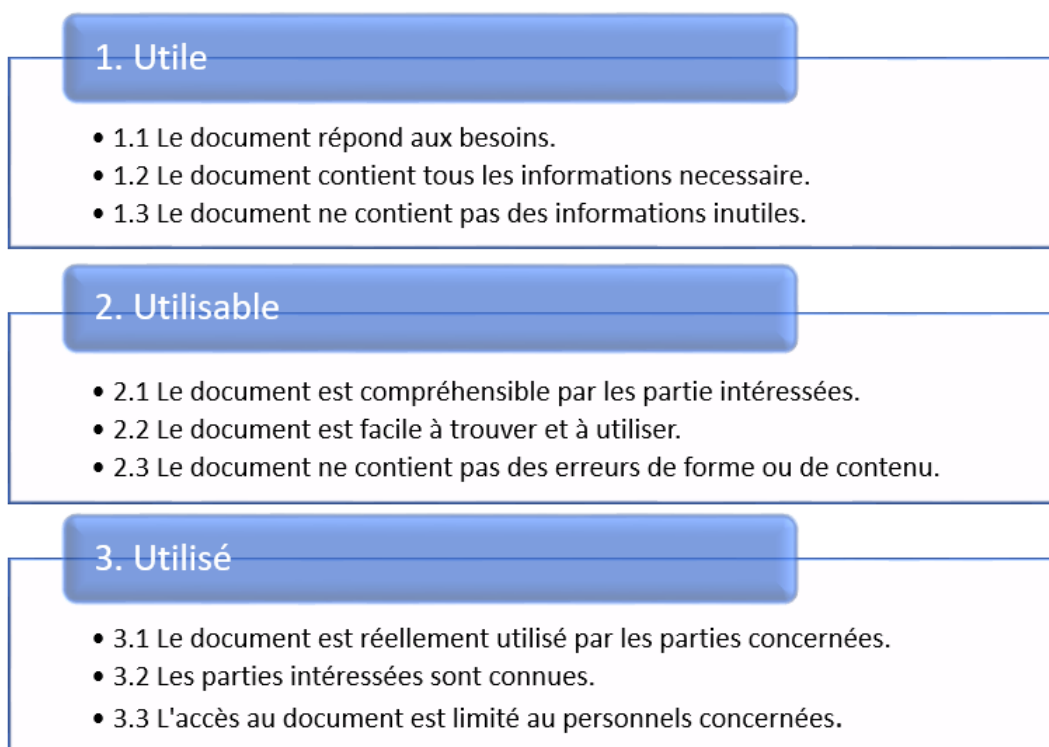 1. Utile
• 1.1 Le document répond aux besoins.
• 1.2 Le document contient tous les informations necessaire.
• 1.3 Le document ne contient pas des informations inutiles.
2. Utilisable
• 2.1 Le document est compréhensible par les partie intéressées.
• 2.2 Le document est facile à trouver et à utiliser.
• 2.3 Le document ne contient pas des erreurs de forme ou de contenu.
3. Utilisé
• 3.1 Le document est réellement utilisé par les parties concernées.
• 3.2 Les parties intéressées sont connues.
• 3.3 L'accès au document est limité au personnels concernées.